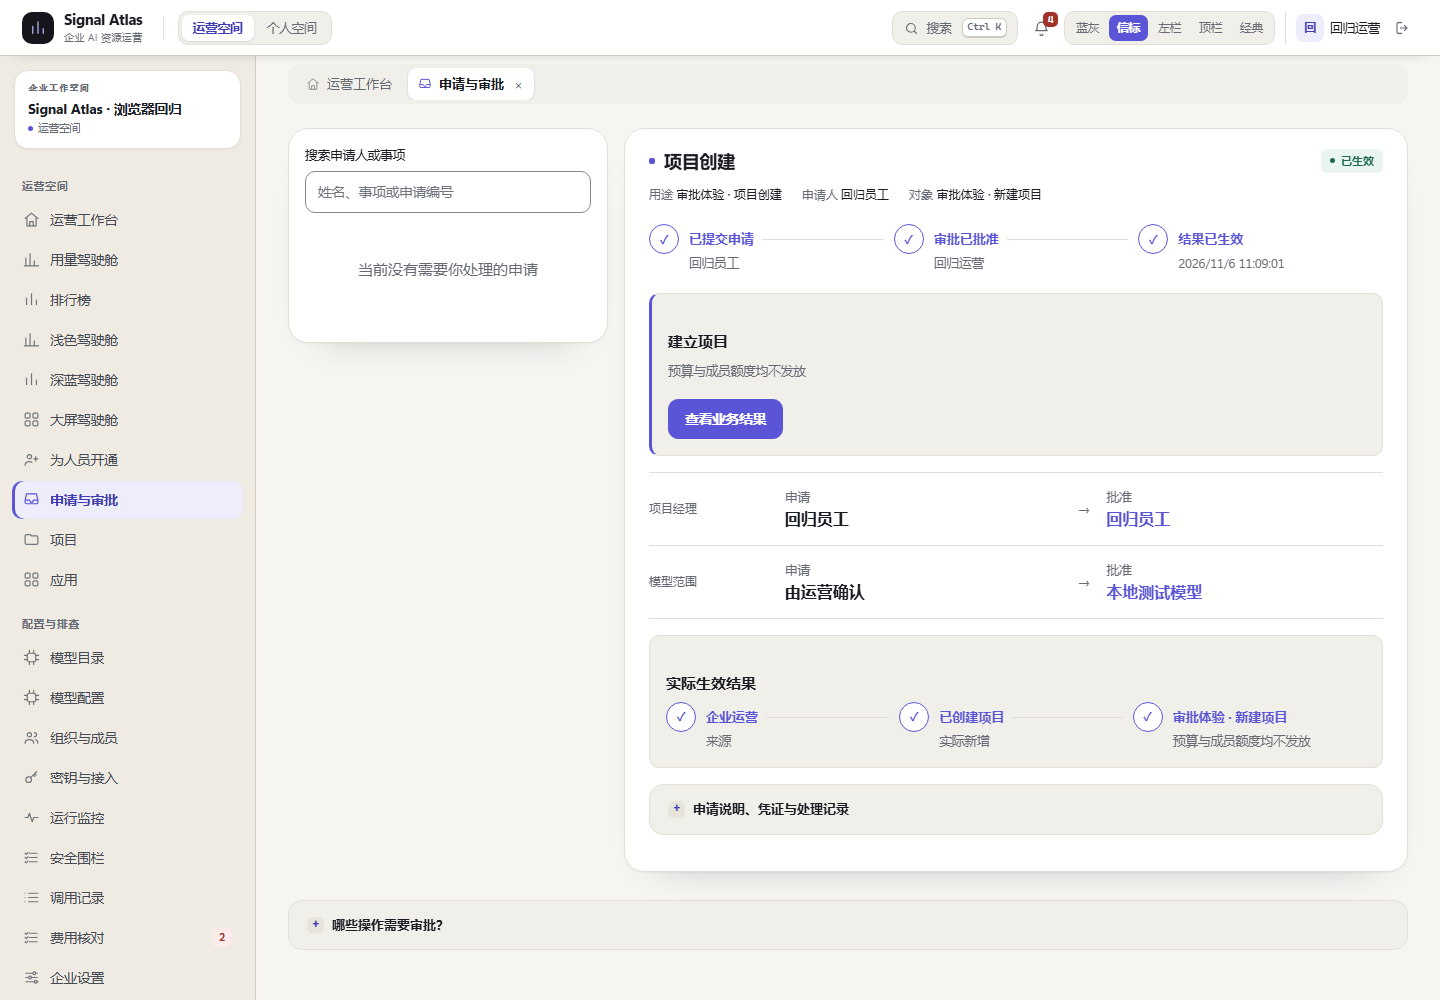 Signal Atlas
企业 AI 资源运营
运营空间 个人空间
搜索 Ctrl K
4
蓝灰 信标 左栏 顶栏 经典
回 回归运营
企业工作空间
Signal Atlas · 浏览器回归
运营空间
运营空间
运营工作台
用量驾驶舱
排行榜
浅色驾驶舱
深蓝驾驶舱
大屏驾驶舱
为人员开通
申请与审批
项目
应用
配置与排查
模型目录
模型配置
组织与成员
密钥与接入
运行监控
安全围栏
调用记录
费用核对 2
企业设置
运营工作台 申请与审批 ×
搜索申请人或事项
姓名、事项或申请编号
当前没有需要你处理的申请
项目创建
已生效
用途 审批体验 · 项目创建 申请人 回归员工 对象 审批体验 · 新建项目
✓ 已提交申请 ✓ 审批已批准 ✓ 结果已生效
回归员工 回归运营 2026/11/6 11:09:01
建立项目
预算与成员额度均不发放
查看业务结果
项目经理
申请 批准
回归员工 → 回归员工
模型范围
申请 批准
由运营确认 → 本地测试模型
实际生效结果
✓ 企业运营 ✓ 已创建项目 ✓ 审批体验 · 新建项目
来源 实际新增 预算与成员额度均不发放
+ 申请说明、凭证与处理记录
+ 哪些操作需要审批?